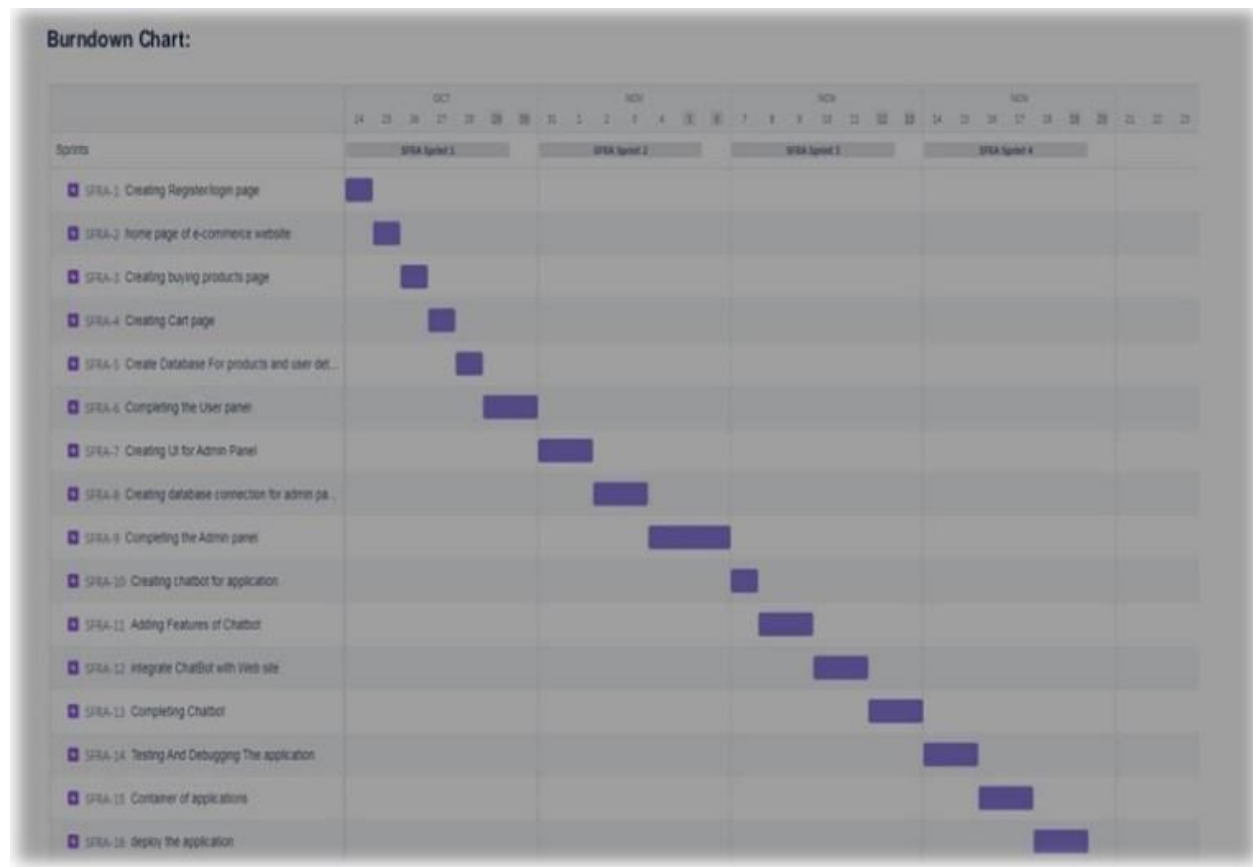 Burndown Chart:
OCT NOV NOV NOV
24 25 26 27 28 29 30 31 1 2 3 4 5 6 7 8 9 10 11 12 13 14 15 16 17 18 19 20 21 22 23
Sprints SFRA Sprint 1 SFRA Sprint 2 SFRA Sprint 3 SFRA Sprint 4
SFRA-1 Creating Register/login page
SFRA-2 home page of e-commerce website
SFRA-3 Creating buying products page
SFRA-4 Creating Cart page
SFRA-5 Create Database For products and user det...
SFRA-6 Completing the User panel
SFRA-7 Creating UI for Admin Panel
SFRA-8 Creating database connection for admin pa...
SFRA-9 Completing the Admin panel
SFRA-10 Creating chatbot for application
SFRA-11 Adding Features of Chatbot
SFRA-12 integrate ChatBot with Web site
SFRA-13 Completing Chatbot
SFRA-14 Testing And Debugging The application
SFRA-15 Container of applications
SFRA-16 deploy the application